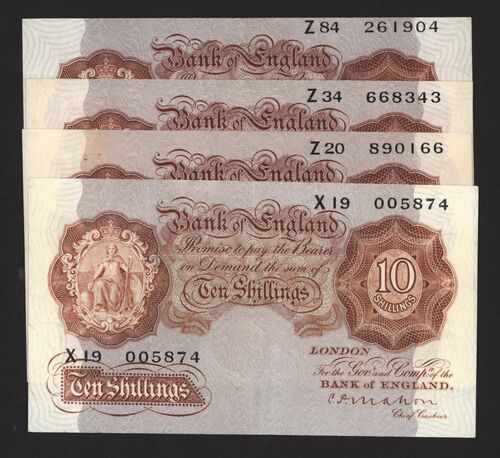 Z84 261904
Bank of England
Z34 668343
Bank of England
Z20 890166
Bank of England
X19 005874
Bank of England
Promise to pay the Bearer
on Demand the sum of
Ten Shillings
10
SHILLINGS
X19 005874
Ten Shillings
LONDON
For the Gov.r and Comp.a of the
BANK OF ENGLAND.
C.P. Mahon
Chief Cashier